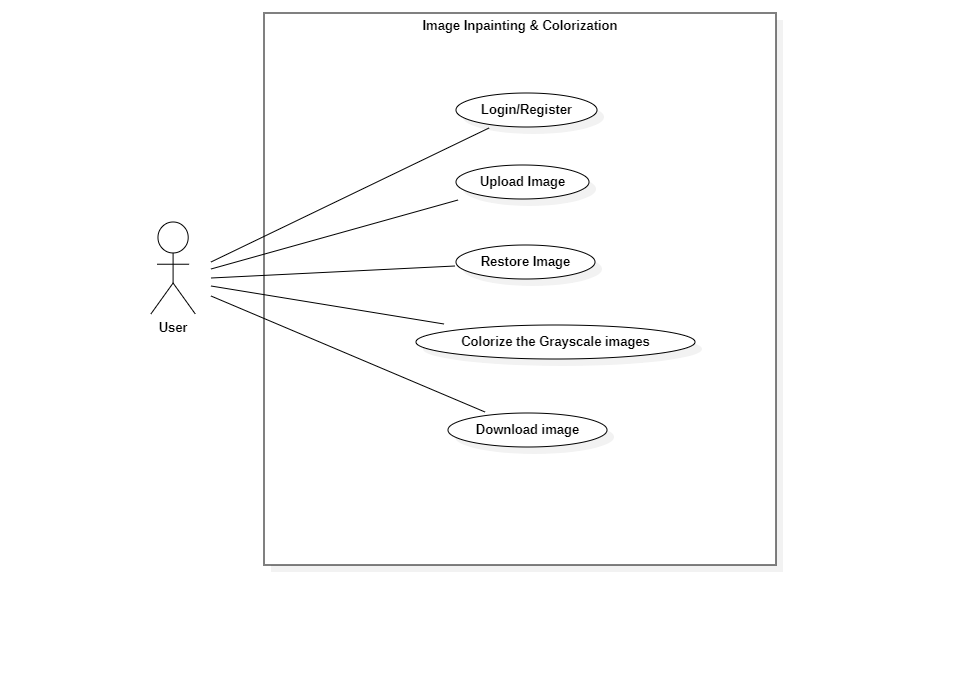 Image Inpainting & Colorization
Login/Register
Upload Image
Restore Image
Colorize the Grayscale images
Download image
User